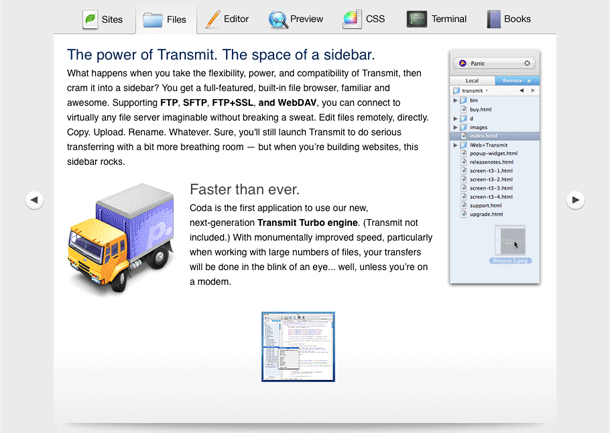 Sites Files Editor Preview CSS Terminal Books
The power of Transmit. The space of a sidebar.
What happens when you take the flexibility, power, and compatibility of Transmit, then
cram it into a sidebar? You get a full-featured, built-in file browser, familiar and
awesome. Supporting FTP, SFTP, FTP+SSL, and WebDAV, you can connect to
virtually any file server imaginable without breaking a sweat. Edit files remotely, directly.
Copy. Upload. Rename. Whatever. Sure, you'll still launch Transmit to do serious
transferring with a bit more breathing room — but when you're building websites, this
sidebar rocks.
Faster than ever.
Coda is the first application to use our new,
next-generation Transmit Turbo engine. (Transmit not
included.) With monumentally improved speed, particularly
when working with large numbers of files, your transfers
will be done in the blink of an eye... well, unless you're on
a modem.
Panic
Local Remote
transmit
bin
buy.html
d
images
index.html
iWeb+Transmit
popup-widget.html
releasenotes.html
screen-t3-1.html
screen-t3-2.html
screen-t3-3.html
screen-t3-4.html
support.html
upgrade.html
Picture 2.png